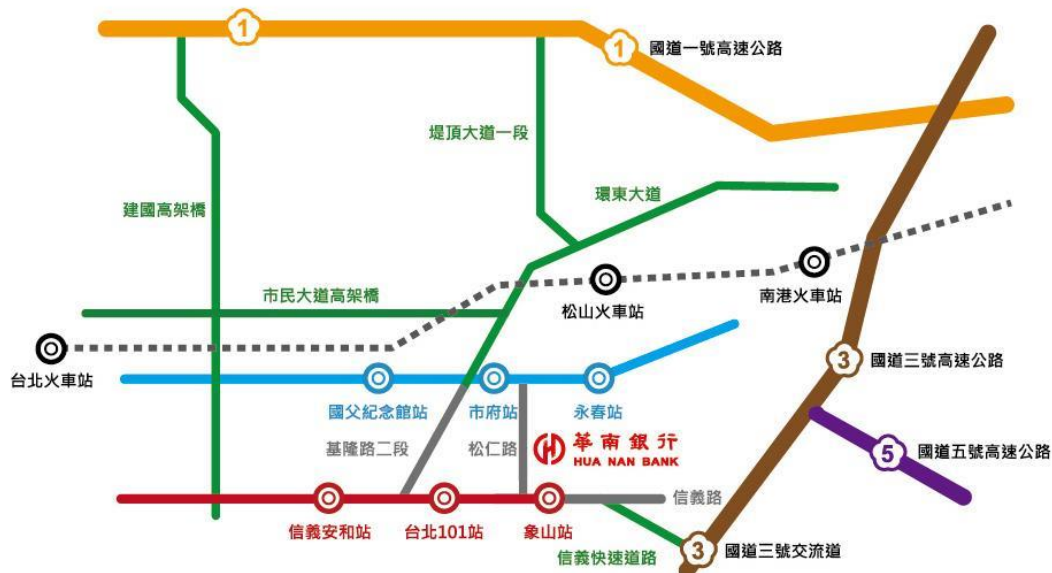 1
1
國道一號高速公路
堤頂大道一段
環東大道
建國高架橋
市民大道高架橋
松山火車站
南港火車站
台北火車站
3
國道三號高速公路
國父紀念館站
市府站
永春站
基隆路二段
松仁路
華南銀行
HUA NAN BANK
5
國道五號高速公路
信義路
信義安和站
台北101站
象山站
信義快速道路
3
國道三號交流道